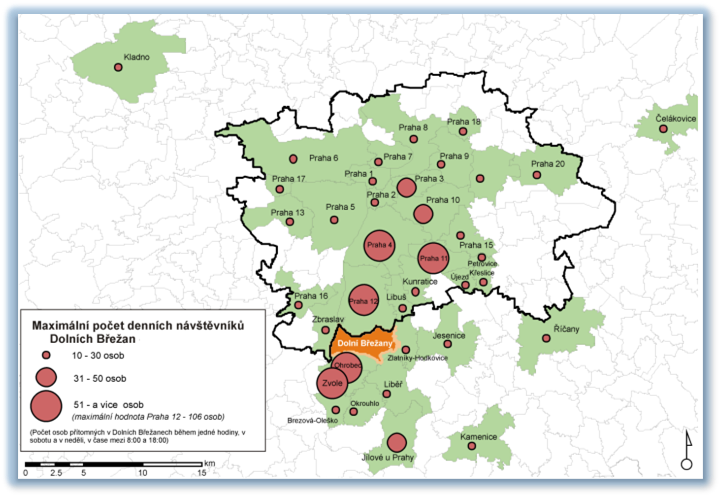 Kladno
Čelákovice
Praha 8
Praha 18
Praha 6
Praha 7
Praha 9
Praha 20
Praha 17
Praha 1
Praha 3
Praha 2
Praha 10
Praha 13
Praha 5
Praha 4
Praha 15
Praha 11
Petrovice
Křeslice
Újezd
Kunratice
Praha 16
Praha 12
Libuš
Zbraslav
Dolní Břežany
Jesenice
Říčany
Zlatníky-Hodkovice
Ohrobec
Zvole
Liběř
Okrouhlo
Brezová-Oleško
Kamenice
Jílové u Prahy
Maximální počet denních návštěvníků
Dolních Břežan
10 - 30 osob
31 - 50 osob
51 - a vice osob
(maximální hodnota Praha 12 - 106 osob)
(Počet osob přítomných v Dolních Břežanech během jedné hodiny, v
sobotu a v neděli, v čase mezi 8:00 a 18:00)
km
0 2.5 5 10 15